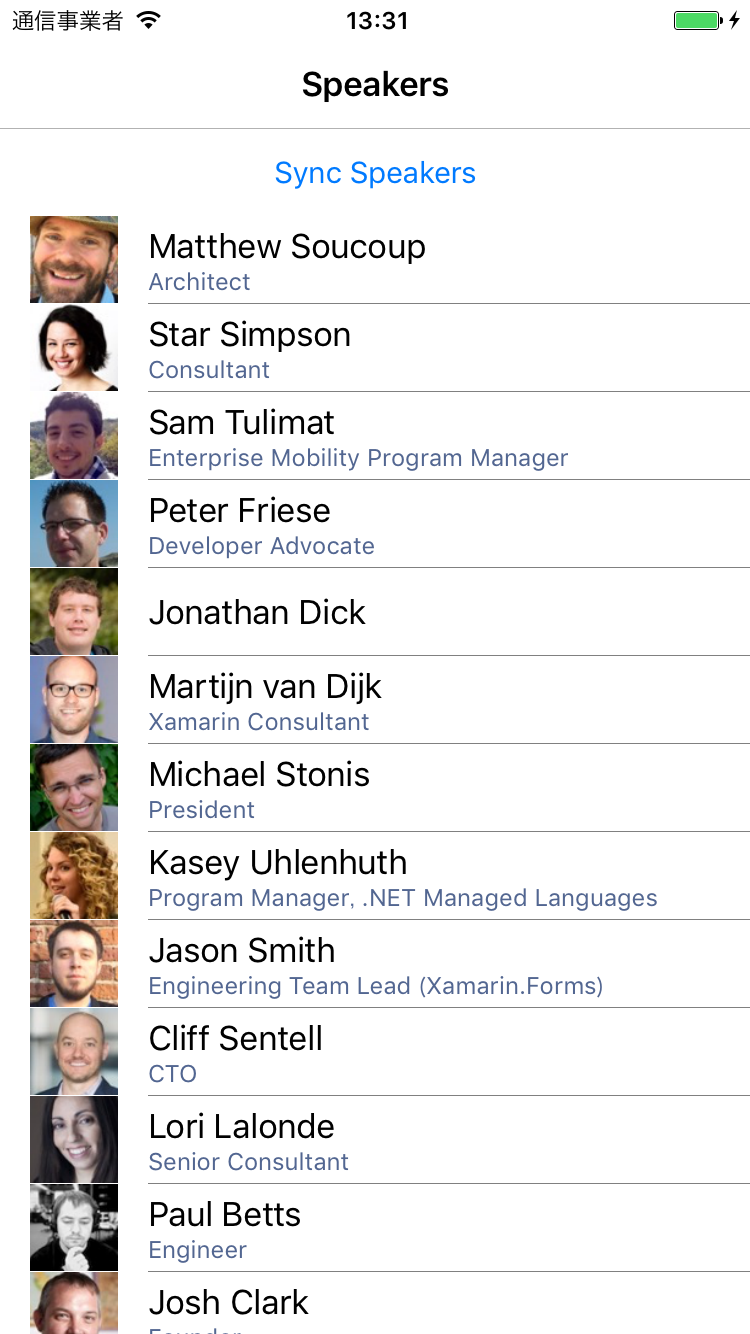 通信事業者 13:31
Speakers
Sync Speakers
Matthew Soucoup
Architect
Star Simpson
Consultant
Sam Tulimat
Enterprise Mobility Program Manager
Peter Friese
Developer Advocate
Jonathan Dick
Martijn van Dijk
Xamarin Consultant
Michael Stonis
President
Kasey Uhlenhuth
Program Manager, .NET Managed Languages
Jason Smith
Engineering Team Lead (Xamarin.Forms)
Cliff Sentell
CTO
Lori Lalonde
Senior Consultant
Paul Betts
Engineer
Josh Clark